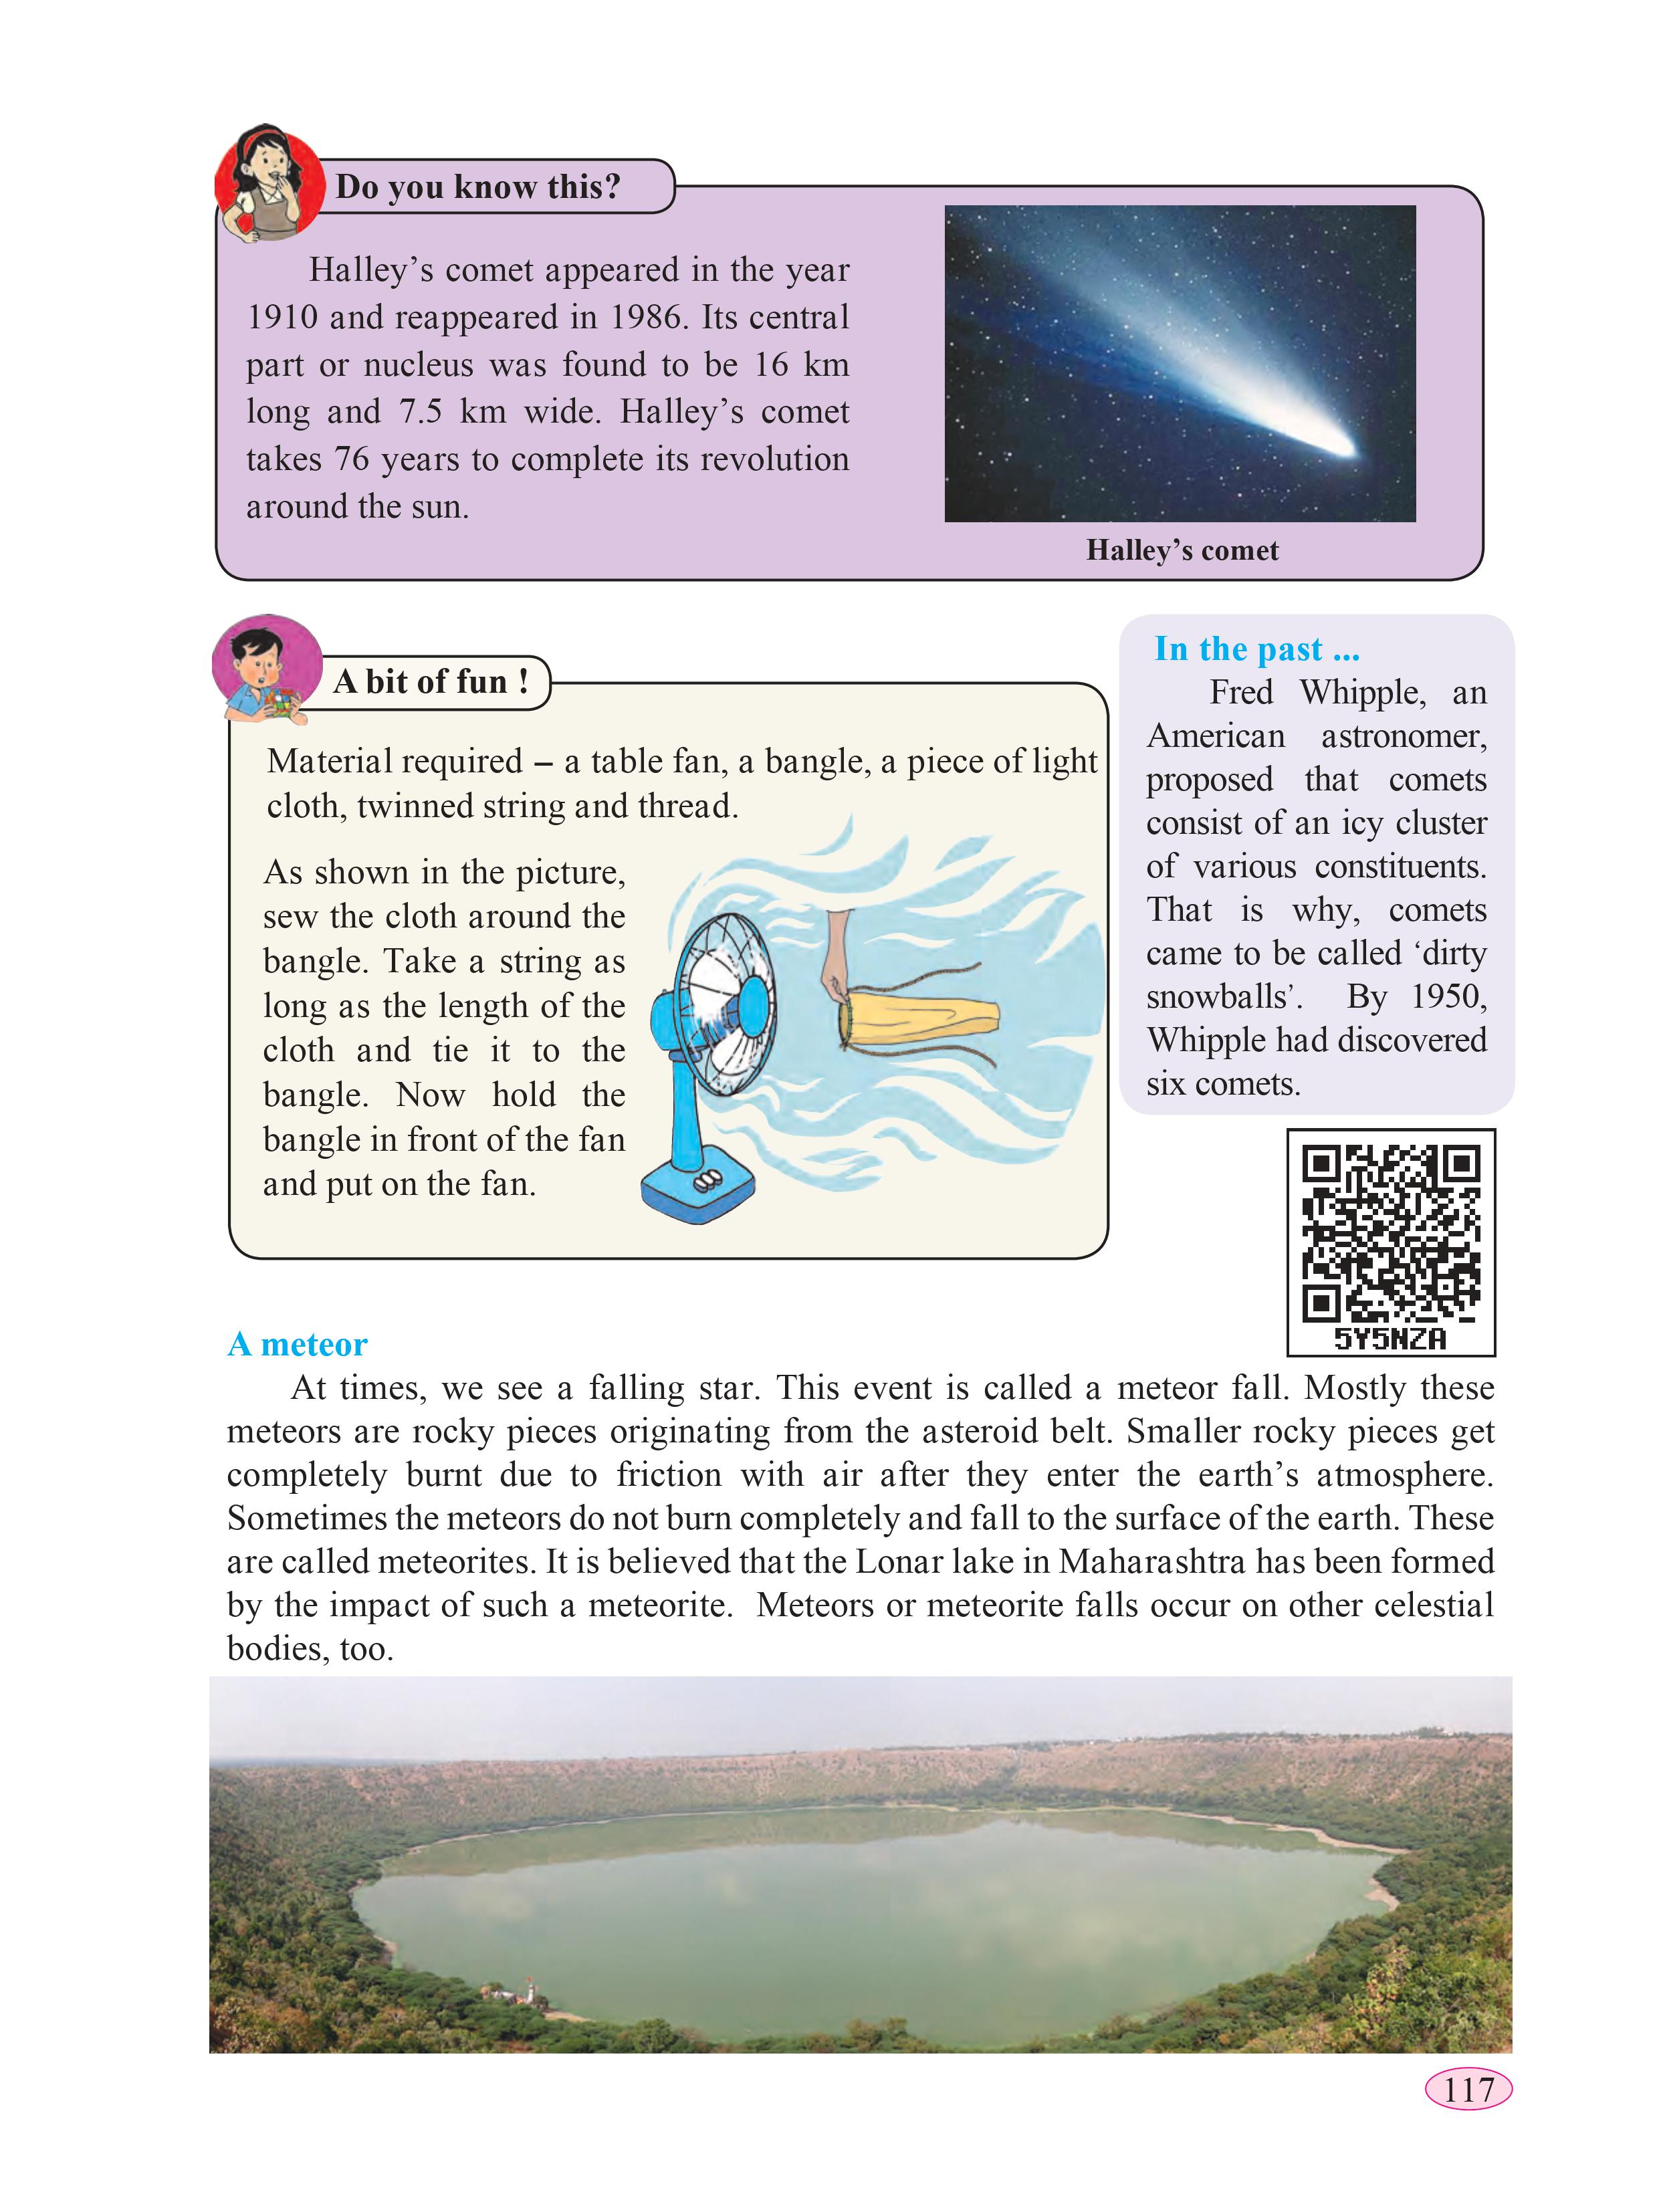 Do you know this?
Halley’s comet appeared in the year
1910 and reappeared in 1986. Its central
part or nucleus was found to be 16 km
long and 7.5 km wide. Halley’s comet
takes 76 years to complete its revolution
around the sun.
Halley’s comet
A bit of fun !
Material required – a table fan, a bangle, a piece of light
cloth, twinned string and thread.
As shown in the picture,
sew the cloth around the
bangle. Take a string as
long as the length of the
cloth and tie it to the
bangle. Now hold the
bangle in front of the fan
and put on the fan.
In the past ...
Fred Whipple, an
American astronomer,
proposed that comets
consist of an icy cluster
of various constituents.
That is why, comets
came to be called ‘dirty
snowballs’. By 1950,
Whipple had discovered
six comets.
5Y5NZA
A meteor
At times, we see a falling star. This event is called a meteor fall. Mostly these
meteors are rocky pieces originating from the asteroid belt. Smaller rocky pieces get
completely burnt due to friction with air after they enter the earth’s atmosphere.
Sometimes the meteors do not burn completely and fall to the surface of the earth. These
are called meteorites. It is believed that the Lonar lake in Maharashtra has been formed
by the impact of such a meteorite. Meteors or meteorite falls occur on other celestial
bodies, too.
117